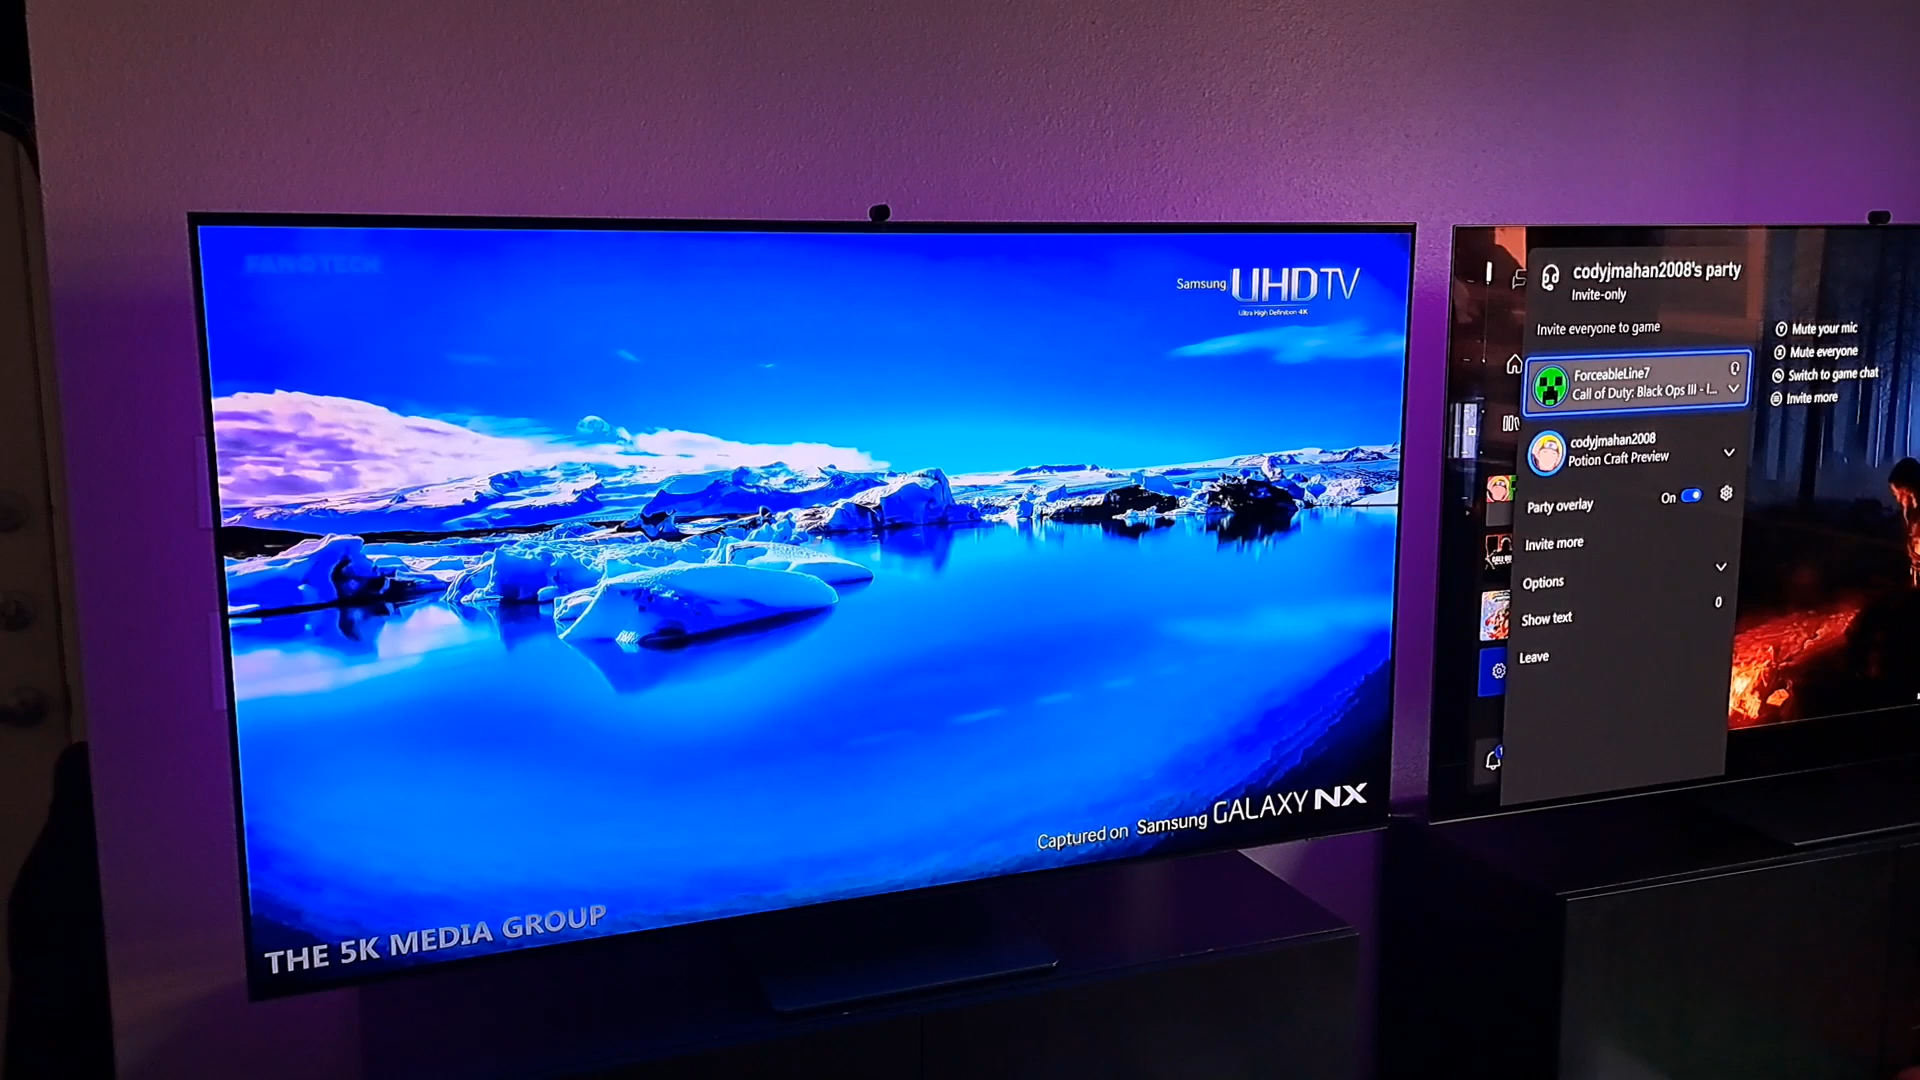 FANGTECH
Samsung UHDTV
Ultra High Definition 4K
Captured on Samsung GALAXY NX
THE 5K MEDIA GROUP
codyjmahan2008's party
Invite-only
Invite everyone to game
ForceableLine7
Call of Duty: Black Ops III - I...
codyjmahan2008
Potion Craft Preview
Party overlay On
Invite more
Options
Show text 0
Leave
Y Mute your mic
X Mute everyone
Switch to game chat
Invite more